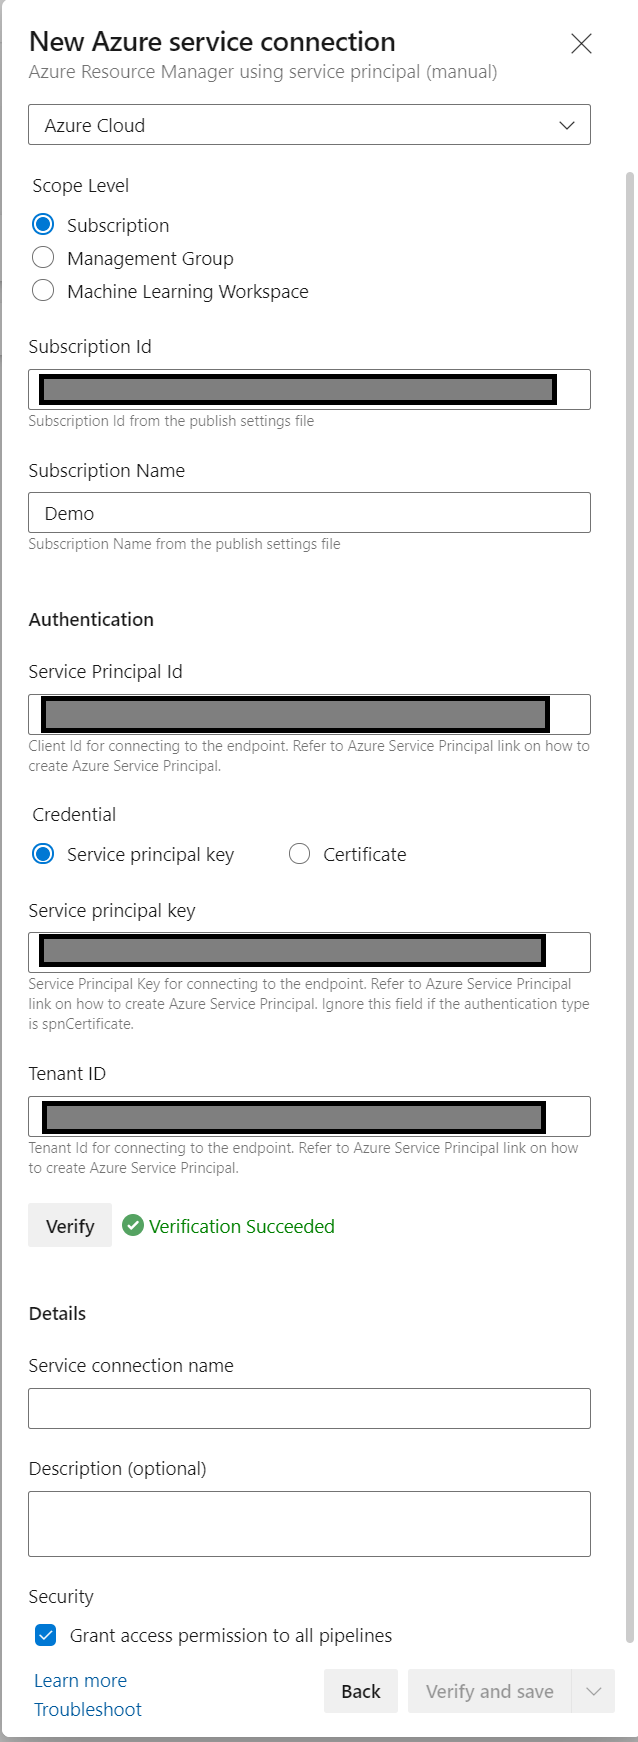 New Azure service connection
Azure Resource Manager using service principal (manual)
Azure Cloud
Scope Level
Subscription
Management Group
Machine Learning Workspace
Subscription Id
Subscription Id from the publish settings file
Subscription Name
Demo
Subscription Name from the publish settings file
Authentication
Service Principal Id
Client Id for connecting to the endpoint. Refer to Azure Service Principal link on how to
create Azure Service Principal.
Credential
Service principal key Certificate
Service principal key
Service Principal Key for connecting to the endpoint. Refer to Azure Service Principal
link on how to create Azure Service Principal. Ignore this field if the authentication type
is spnCertificate.
Tenant ID
Tenant Id for connecting to the endpoint. Refer to Azure Service Principal link on how
to create Azure Service Principal.
Verify Verification Succeeded
Details
Service connection name
Description (optional)
Security
Grant access permission to all pipelines
Learn more
Troubleshoot
Back Verify and save